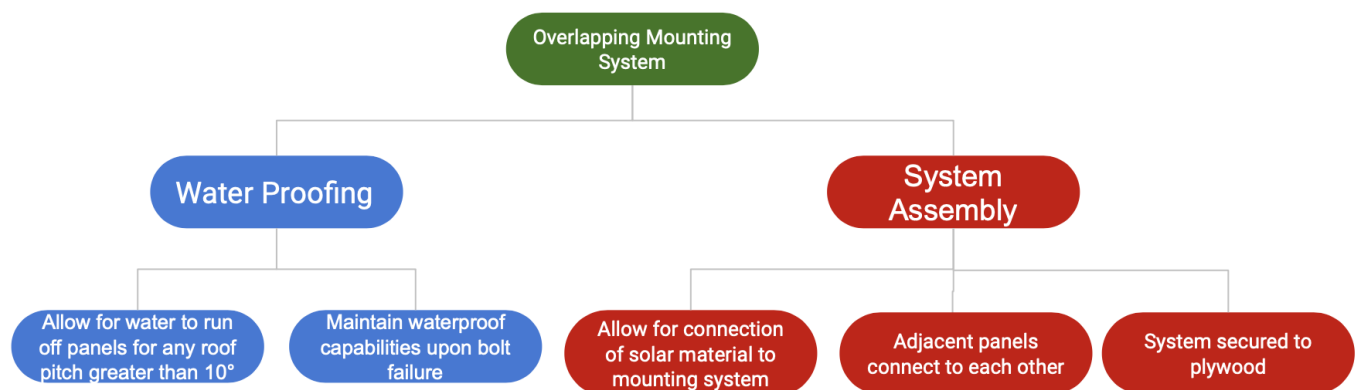 Overlapping Mounting
System
Water Proofing
System
Assembly
Allow for water to run
off panels for any roof
pitch greater than 10°
Maintain waterproof
capabilities upon bolt
failure
Allow for connection
of solar material to
mounting system
Adjacent panels
connect to each other
System secured to
plywood